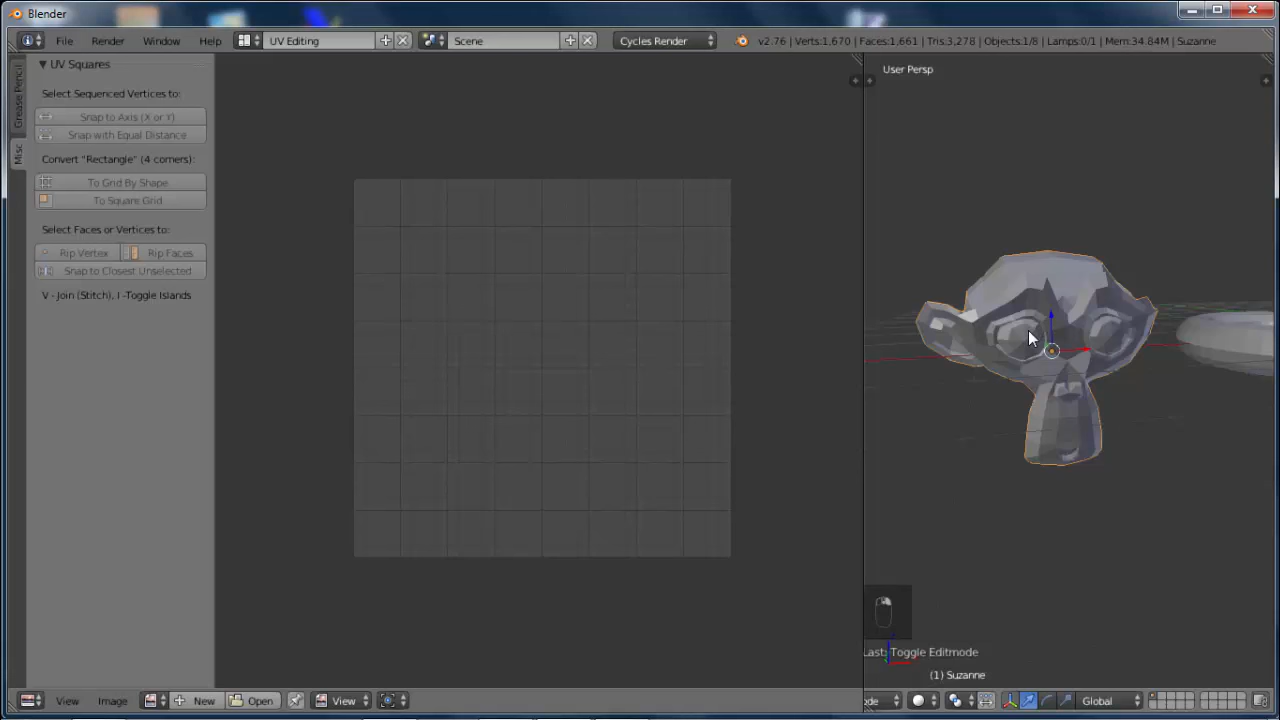 Blender
File Render Window Help UV Editing Scene Cycles Render v2.76 | Verts:1,670 | Faces:1,661 | Tris:3,278 | Objects:1/8 | Lamps:0/1 | Mem:34.84M | Suzanne
Grease Pencil
Misc
UV Squares
Select Sequenced Vertices to:
Snap to Axis (X or Y)
Snap with Equal Distance
Convert "Rectangle" (4 corners):
To Grid By Shape
To Square Grid
Select Faces or Vertices to:
Rip Vertex Rip Faces
Snap to Closest Unselected
V - Join (Stitch), I -Toggle Islands
User Persp
Last: Toggle Editmode
(1) Suzanne
View Image New Open View
de Global